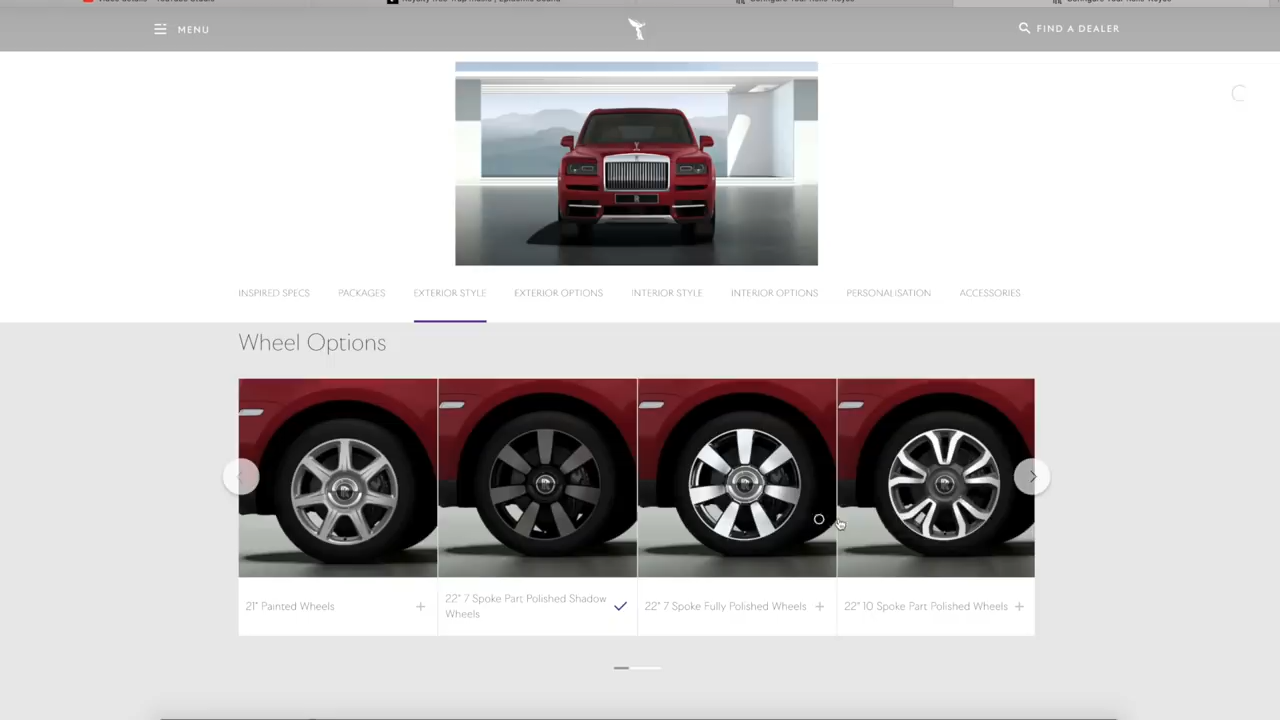 MENU
FIND A DEALER
INSPIRED SPECS PACKAGES EXTERIOR STYLE EXTERIOR OPTIONS INTERIOR STYLE INTERIOR OPTIONS PERSONALISATION ACCESSORIES
Wheel Options
21" Painted Wheels
22" 7 Spoke Part Polished Shadow
Wheels
22" 7 Spoke Fully Polished Wheels
22" 10 Spoke Part Polished Wheels